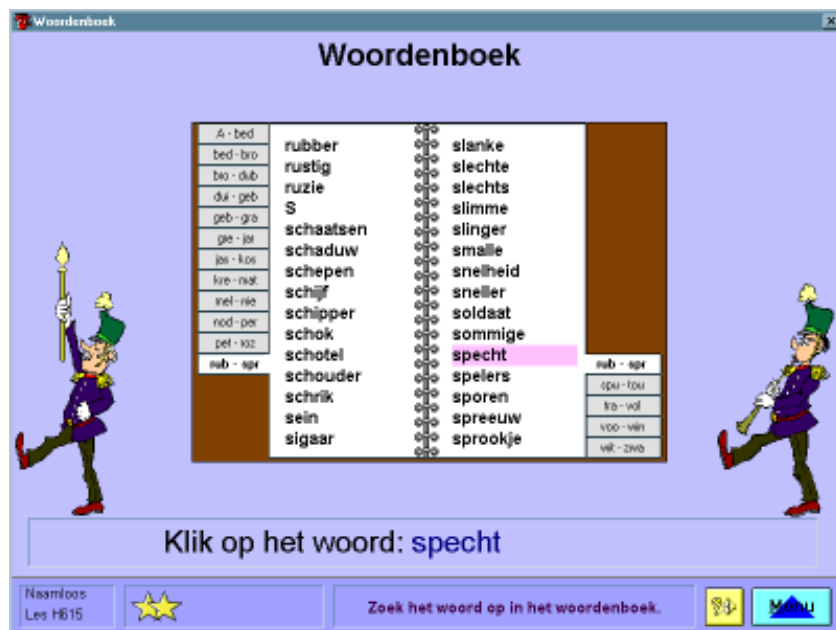 Woordenboek
Woordenboek
A - bed
bed - bro
bro - dub
dui - geb
geb - gra
gre - jar
jas - kos
kre - mat
mel - nie
nod - per
pet - roz
rub - spr
rubber
rustig
ruzie
S
schaatsen
schaduw
schepen
schijf
schipper
schok
schotel
schouder
schrik
sein
sigaar
slanke
slechte
slechts
slimme
slinger
smalle
snelheid
sneller
soldaat
sommige
specht
spelers
sporen
spreeuw
sprookje
rub - spr
spu - tou
tra - vol
voo - win
wit - zwa
Klik op het woord: specht
Naamloos
Les H615
Zoek het woord op in het woordenboek.
Menu